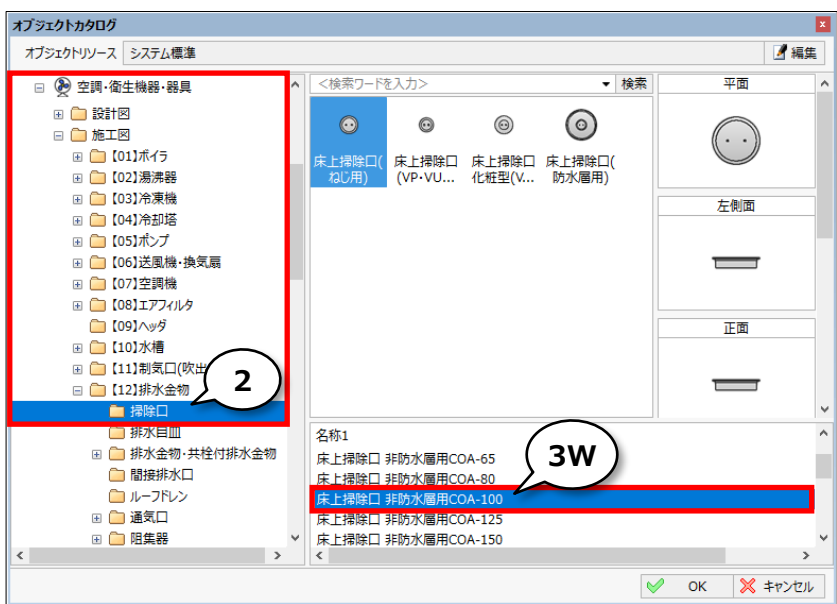 オブジェクトカタログ
オブジェクトリソース システム標準
編集
空調・衛生機器・器具
設計図
施工図
【01】ボイラ
【02】湯沸器
【03】冷凍機
【04】冷却塔
【05】ポンプ
【06】送風機・換気扇
【07】空調機
【08】エアフィルタ
【09】ヘッダ
【10】水槽
【11】制気口(吹出
【12】排水金物
掃除口
排水目皿
排水金物・共栓付排水金物
間接排水口
ルーフドレン
通気口
阻集器
2
<検索ワードを入力>
検索
床上掃除口(
ねじ用)
床上掃除口
(VP・VU...
床上掃除口
化粧型(V...
床上掃除口(
防水層用)
平面
左側面
正面
名称1
床上掃除口 非防水層用COA-65
床上掃除口 非防水層用COA-80
床上掃除口 非防水層用COA-100
床上掃除口 非防水層用COA-125
床上掃除口 非防水層用COA-150
3W
OK
キャンセル